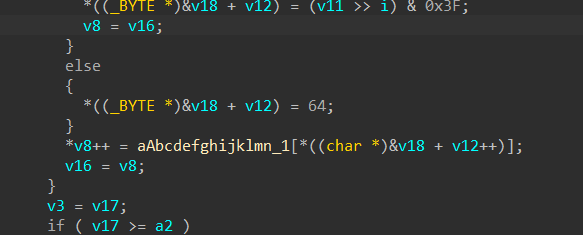 *((_BYTE *)&v18 + v12) = (v11 >> i) & 0x3F;
v8 = v16;
}
else
{
*((_BYTE *)&v18 + v12) = 64;
}
*v8++ = aAbcdefghijklmn_1[*((char *)&v18 + v12++)];
v16 = v8;
}
v3 = v17;
if ( v17 >= a2 )